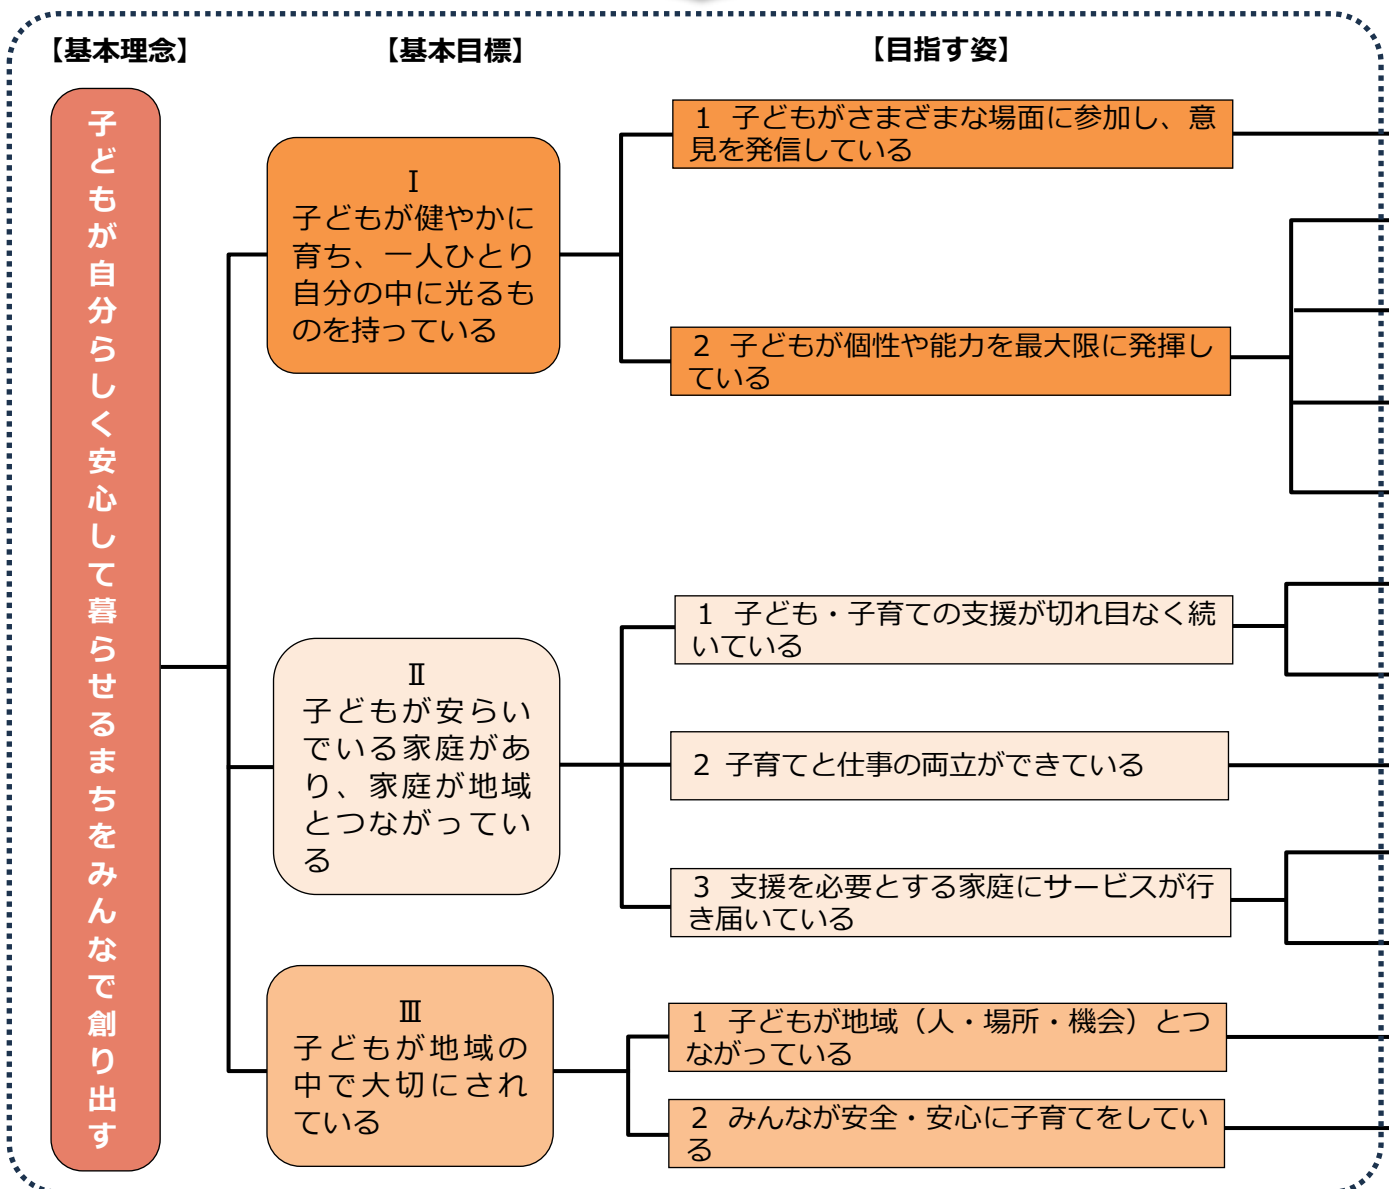 【基本理念】
【基本目標】
【目指す姿】
子どもが自分らしく安心して暮らせるまちをみんなで創り出す
Ⅰ
子どもが健やかに
育ち、一人ひとり
自分の中に光るも
のを持っている
1 子どもがさまざまな場面に参加し、意
見を発信している
2 子どもが個性や能力を最大限に発揮し
ている
Ⅱ
子どもが安らい
でいる家庭があ
り、家庭が地域
とつながってい
る
1 子ども・子育ての支援が切れ目なく続
いている
2 子育てと仕事の両立ができている
3 支援を必要とする家庭にサービスが行
き届いている
Ⅲ
子どもが地域の
中で大切にされ
ている
1 子どもが地域（人・場所・機会）とつ
ながっている
2 みんなが安全・安心に子育てをしてい
る